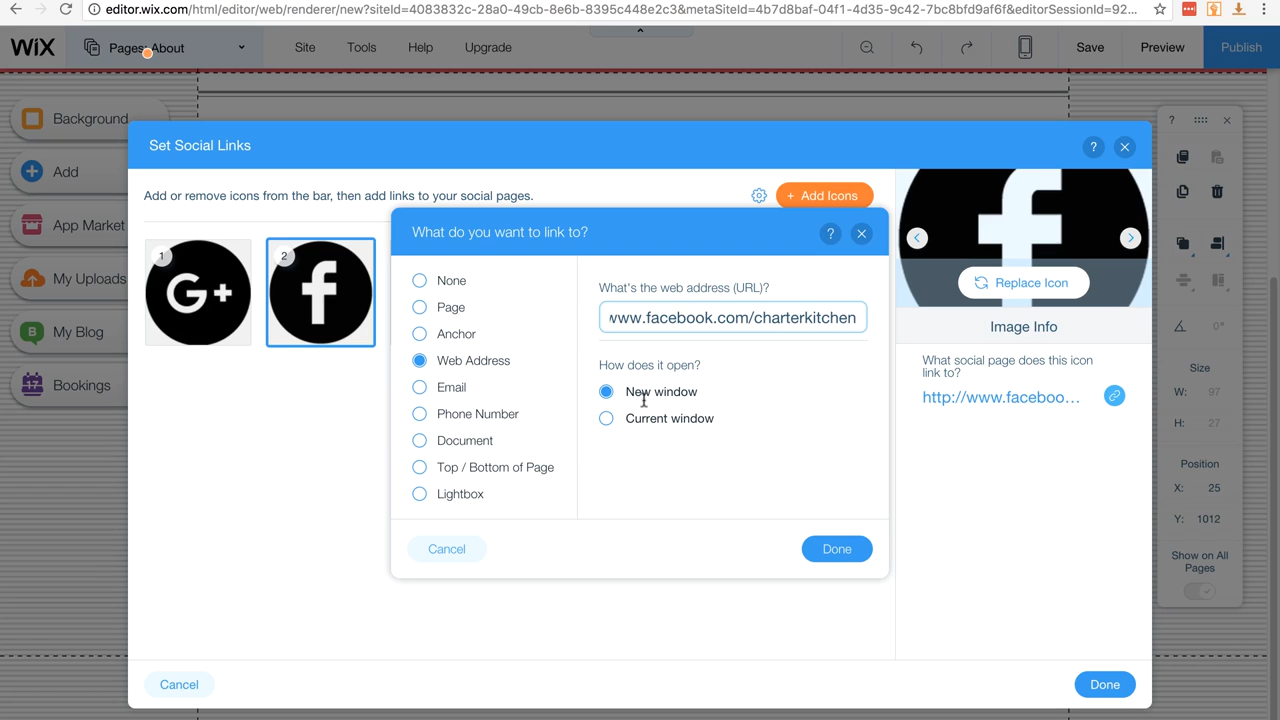 editor.wix.com/html/editor/web/renderer/new?siteId=4083832c-28a0-49cb-8e6b-8395c448e2c3&metaSiteId=4b7d8baf-04f1-4d35-9c42-7bc8bfd9af6f&editorSessionId=92...
WiX
Pages: About
Site
Tools
Help
Upgrade
Save
Preview
Publish
Background
Add
App Market
My Uploads
My Blog
Bookings
Set Social Links
?
Add or remove icons from the bar, then add links to your social pages.
+ Add Icons
1
G+
2
f
What do you want to link to?
?
None
Page
Anchor
Web Address
Email
Phone Number
Document
Top / Bottom of Page
Lightbox
What's the web address (URL)?
www.facebook.com/charterkitchen
How does it open?
New window
Current window
Cancel
Done
f
Replace Icon
Image Info
What social page does this icon
link to?
http://www.faceboo...
Cancel
Done
?
0°
Size
W: 97
H: 27
Position
X: 25
Y: 1012
Show on All
Pages